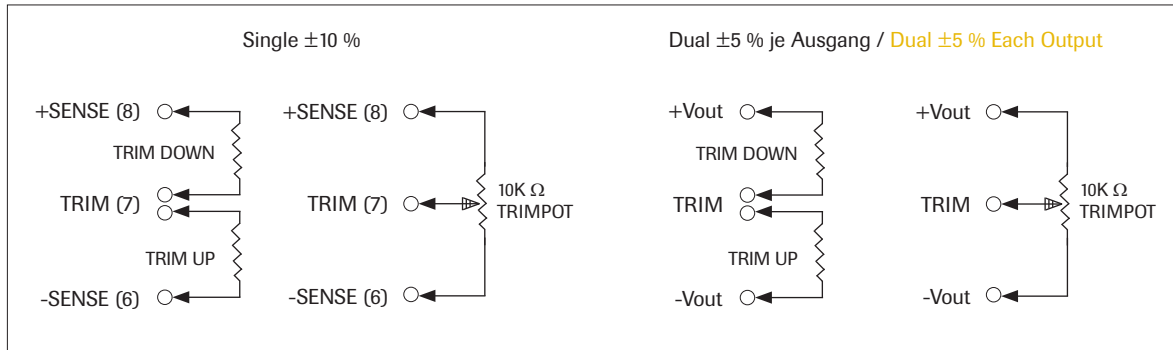 Single ±10 %
+SENSE (8)
TRIM DOWN
TRIM (7)
TRIM UP
-SENSE (6)
+SENSE (8)
TRIM (7)
10K Ω
TRIMPOT
-SENSE (6)
Dual ±5 % je Ausgang / Dual ±5 % Each Output
+Vout
TRIM DOWN
TRIM
TRIM UP
-Vout
+Vout
TRIM
10K Ω
TRIMPOT
-Vout